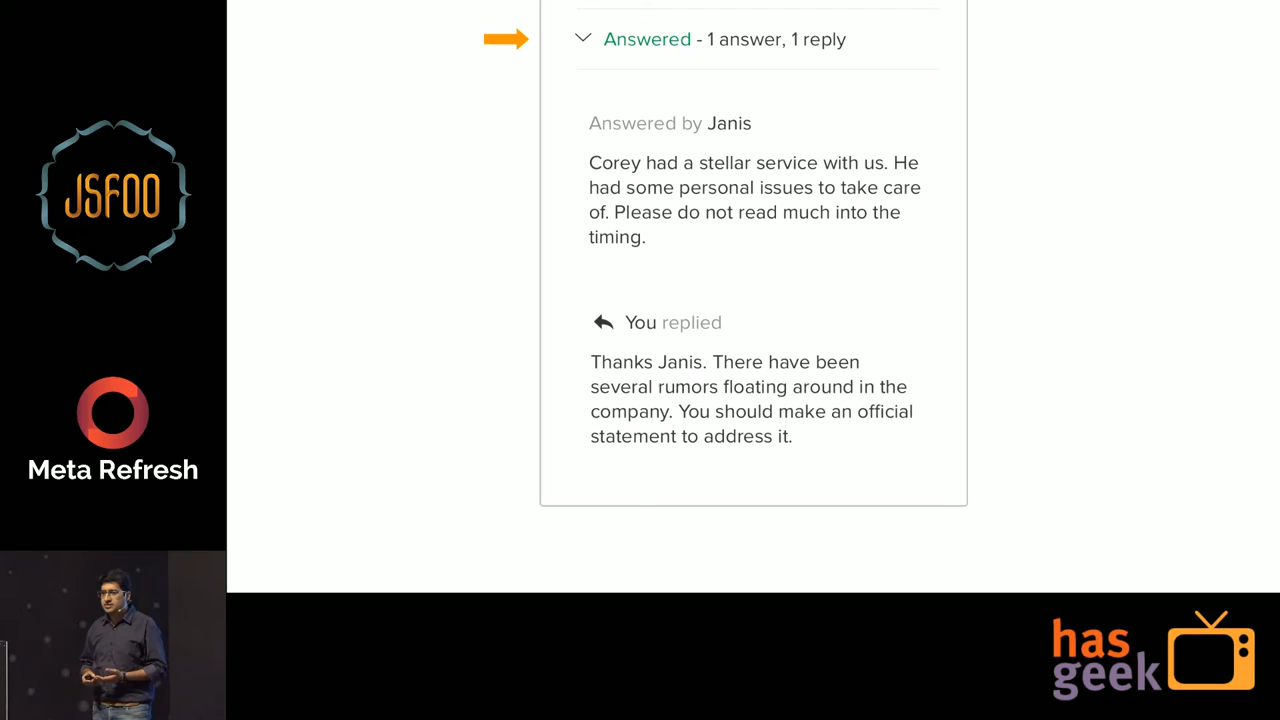 Answered - 1 answer, 1 reply
Answered by Janis
Corey had a stellar service with us. He
had some personal issues to take care
of. Please do not read much into the
timing.
You replied
Thanks Janis. There have been
several rumors floating around in the
company. You should make an official
statement to address it.
JSFOO
Meta Refresh
has
geek